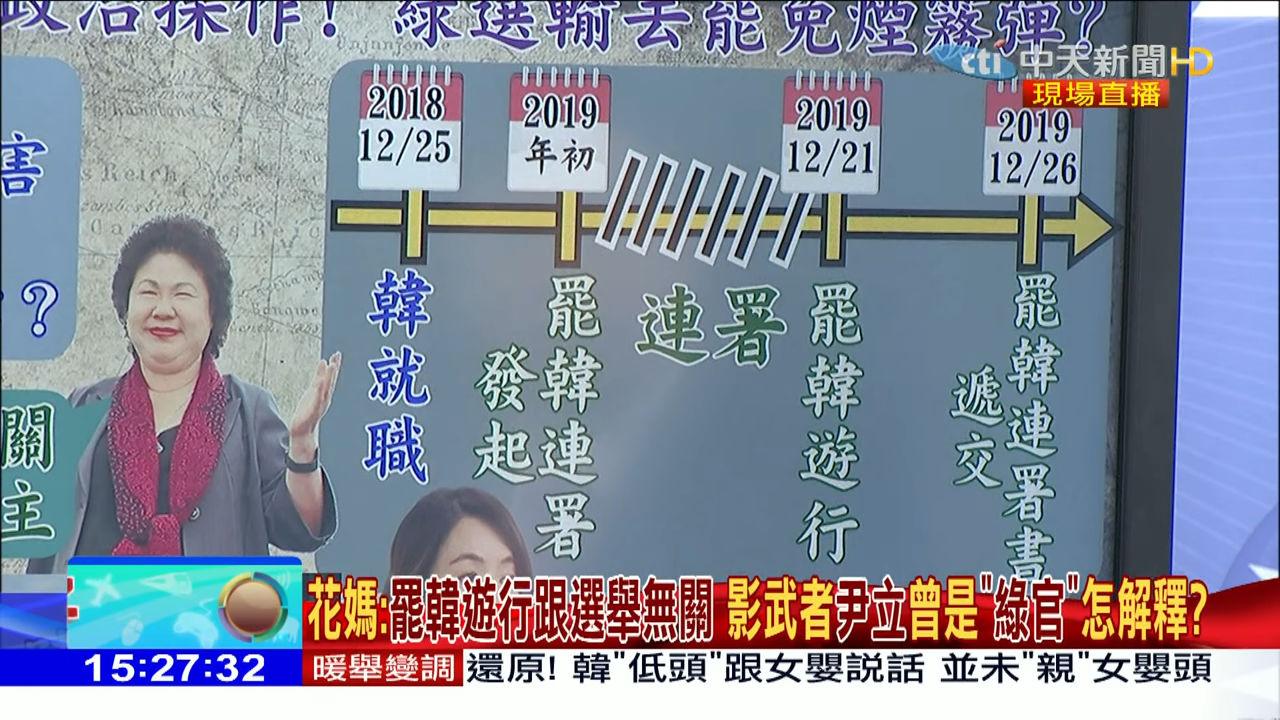 政治操作! 綠選輸丟罷免煙霧彈?
cti 中天新聞HD
現場直播
2018
12/25
2019
年初
2019
12/21
2019
12/26
害
?
關
主
韓就職
罷韓連署
發起
連署
罷韓遊行
罷韓連署書
遞交
花媽:罷韓遊行跟選舉無關 影武者尹立曾是"綠官"怎解釋?
15:27:32
暖舉變調 還原! 韓"低頭"跟女嬰説話 並未"親"女嬰頭